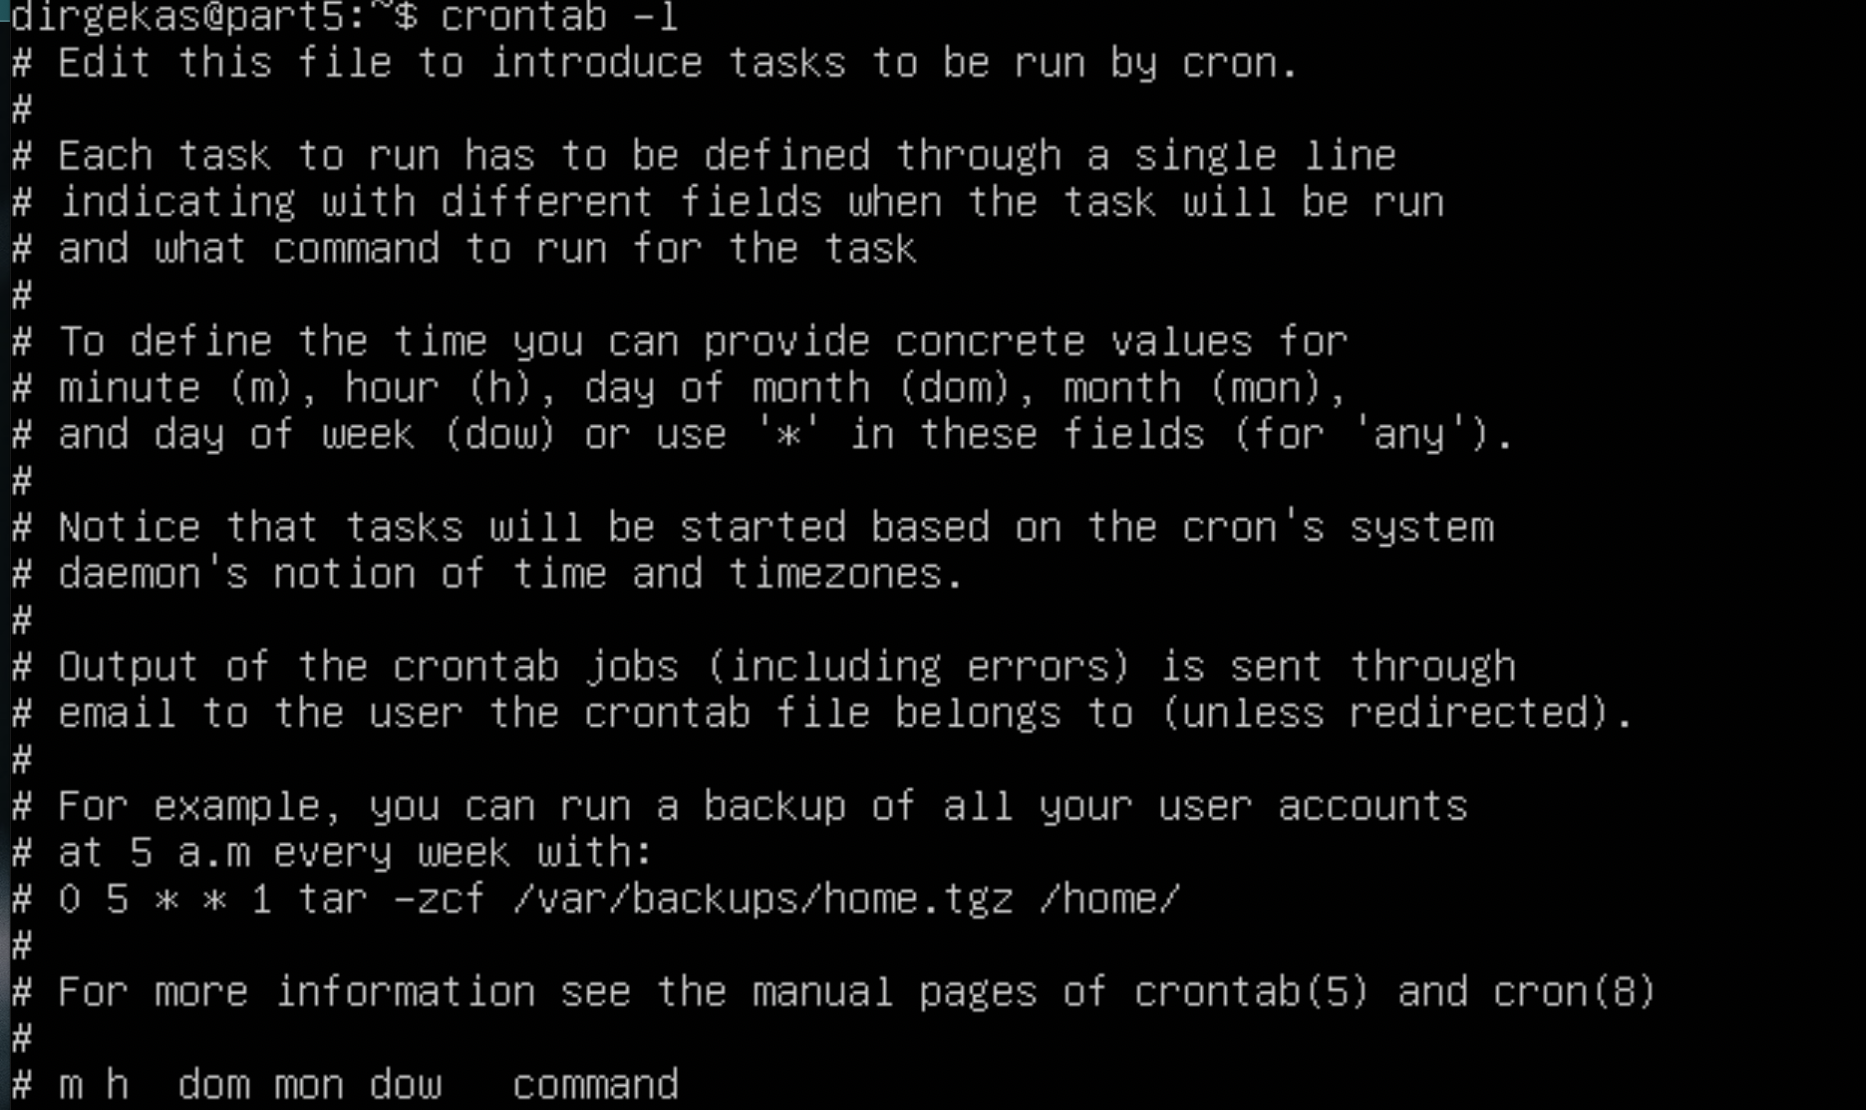 dirgekas@part5:~$ crontab -l
# Edit this file to introduce tasks to be run by cron.
#
# Each task to run has to be defined through a single line
# indicating with different fields when the task will be run
# and what command to run for the task
#
# To define the time you can provide concrete values for
# minute (m), hour (h), day of month (dom), month (mon),
# and day of week (dow) or use '*' in these fields (for 'any').
#
# Notice that tasks will be started based on the cron's system
# daemon's notion of time and timezones.
#
# Output of the crontab jobs (including errors) is sent through
# email to the user the crontab file belongs to (unless redirected).
#
# For example, you can run a backup of all your user accounts
# at 5 a.m every week with:
# 0 5 * * 1 tar -zcf /var/backups/home.tgz /home/
#
# For more information see the manual pages of crontab(5) and cron(8)
#
# m h  dom mon dow   command